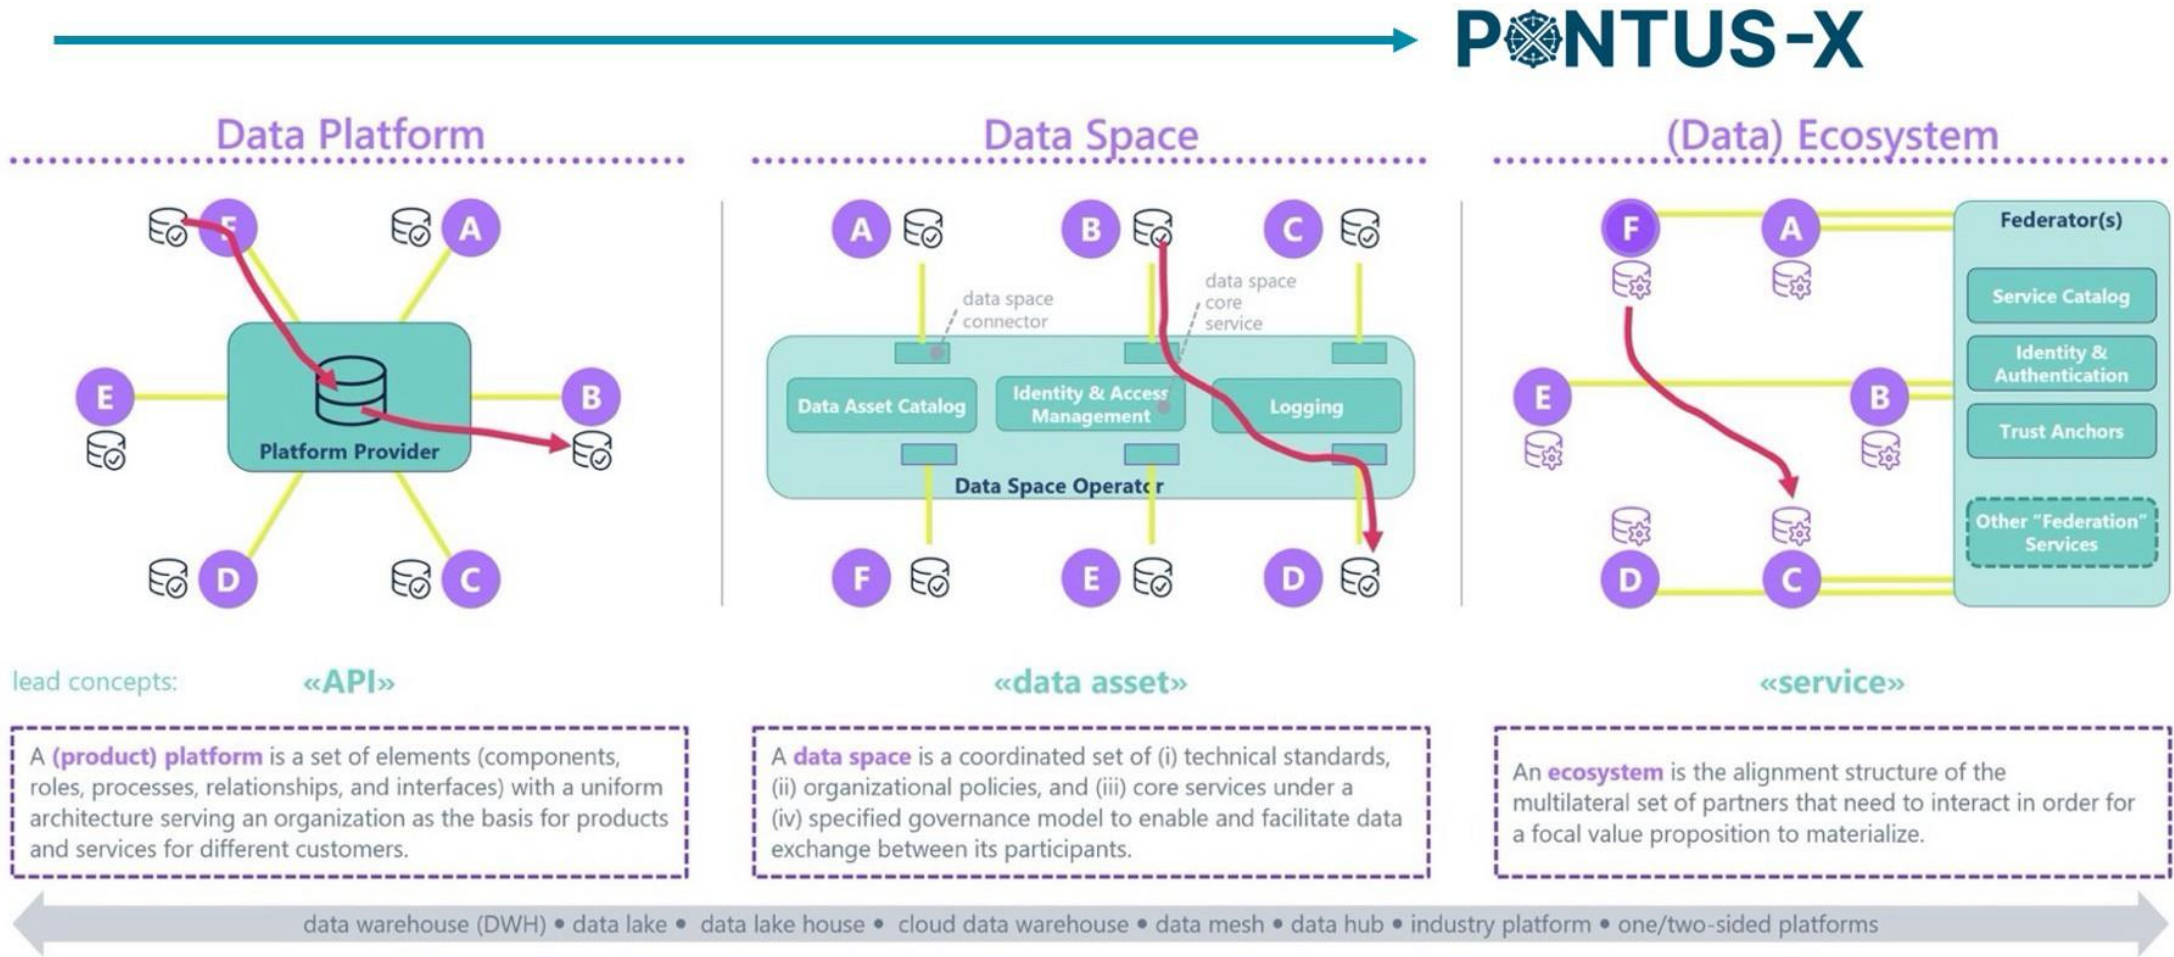 PONTUS-X
Data Platform
F
A
E
B
Platform Provider
D
C
Data Space
A
B
C
data space
connector
data space
core
service
Data Asset Catalog
Identity & Access
Management
Logging
Data Space Operator
F
E
D
(Data) Ecosystem
F
A
E
B
D
C
Federator(s)
Service Catalog
Identity &
Authentication
Trust Anchors
Other “Federation”
Services
lead concepts:
«API»
«data asset»
«service»
A (product) platform is a set of elements (components,
roles, processes, relationships, and interfaces) with a uniform
architecture serving an organization as the basis for products
and services for different customers.
A data space is a coordinated set of (i) technical standards,
(ii) organizational policies, and (iii) core services under a
(iv) specified governance model to enable and facilitate data
exchange between its participants.
An ecosystem is the alignment structure of the
multilateral set of partners that need to interact in order for
a focal value proposition to materialize.
data warehouse (DWH) • data lake • data lake house • cloud data warehouse • data mesh • data hub • industry platform • one/two-sided platforms